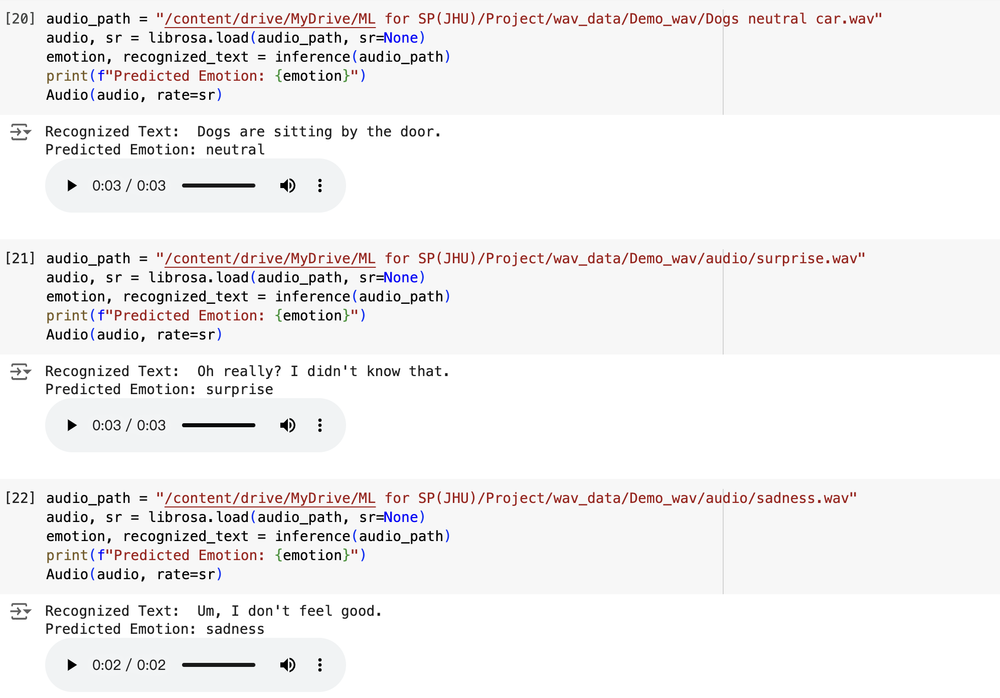 [20] audio_path = "/content/drive/MyDrive/ML for SP(JHU)/Project/wav_data/Demo_wav/Dogs neutral car.wav"
audio, sr = librosa.load(audio_path, sr=None)
emotion, recognized_text = inference(audio_path)
print(f"Predicted Emotion: {emotion}")
Audio(audio, rate=sr)
Recognized Text:  Dogs are sitting by the door.
Predicted Emotion: neutral
0:03 / 0:03
[21] audio_path = "/content/drive/MyDrive/ML for SP(JHU)/Project/wav_data/Demo_wav/audio/surprise.wav"
audio, sr = librosa.load(audio_path, sr=None)
emotion, recognized_text = inference(audio_path)
print(f"Predicted Emotion: {emotion}")
Audio(audio, rate=sr)
Recognized Text:  Oh really? I didn't know that.
Predicted Emotion: surprise
0:03 / 0:03
[22] audio_path = "/content/drive/MyDrive/ML for SP(JHU)/Project/wav_data/Demo_wav/audio/sadness.wav"
audio, sr = librosa.load(audio_path, sr=None)
emotion, recognized_text = inference(audio_path)
print(f"Predicted Emotion: {emotion}")
Audio(audio, rate=sr)
Recognized Text:  Um, I don't feel good.
Predicted Emotion: sadness
0:02 / 0:02